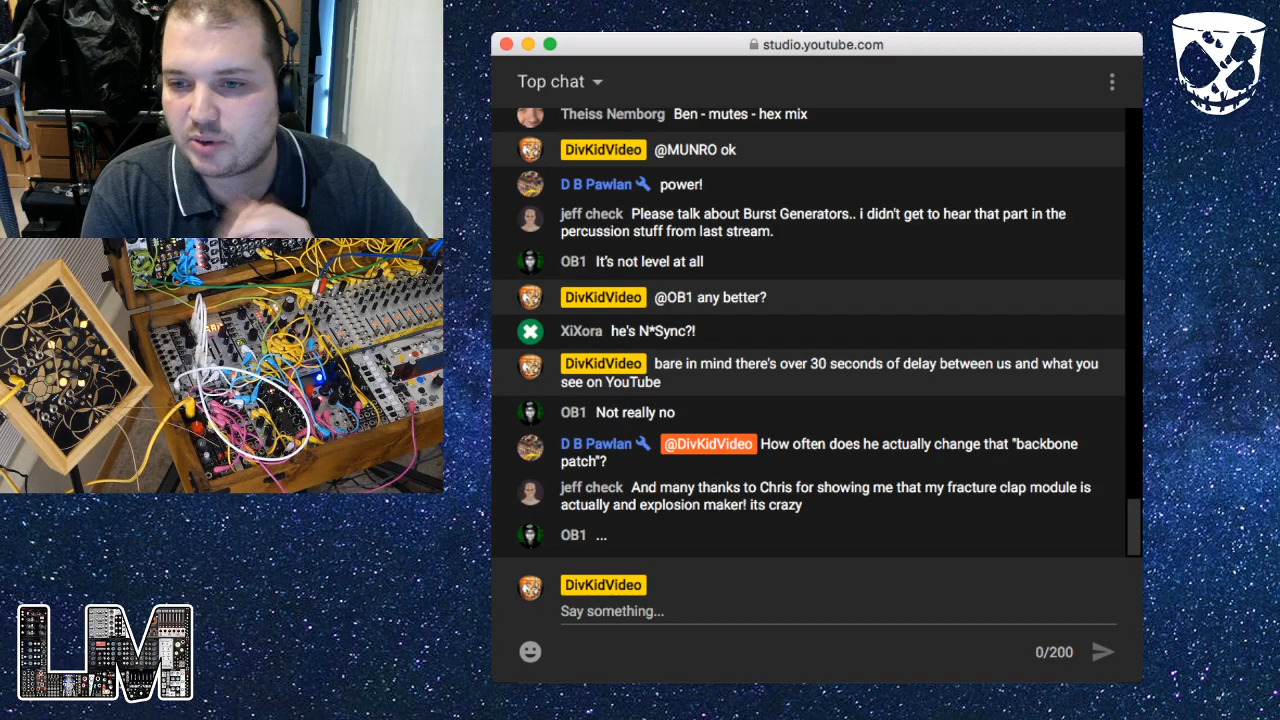 studio.youtube.com
Top chat
Theiss Nemborg Ben - mutes - hex mix
DivKidVideo @MUNRO ok
D B Pawlan power!
jeff check Please talk about Burst Generators.. i didn't get to hear that part in the
percussion stuff from last stream.
OB1 It's not level at all
DivKidVideo @OB1 any better?
XiXora he's N*Sync?!
DivKidVideo bare in mind there's over 30 seconds of delay between us and what you
see on YouTube
OB1 Not really no
D B Pawlan @DivKidVideo How often does he actually change that "backbone
patch"?
jeff check And many thanks to Chris for showing me that my fracture clap module is
actually and explosion maker! its crazy
OB1 ...
DivKidVideo
Say something...
0/200
LM